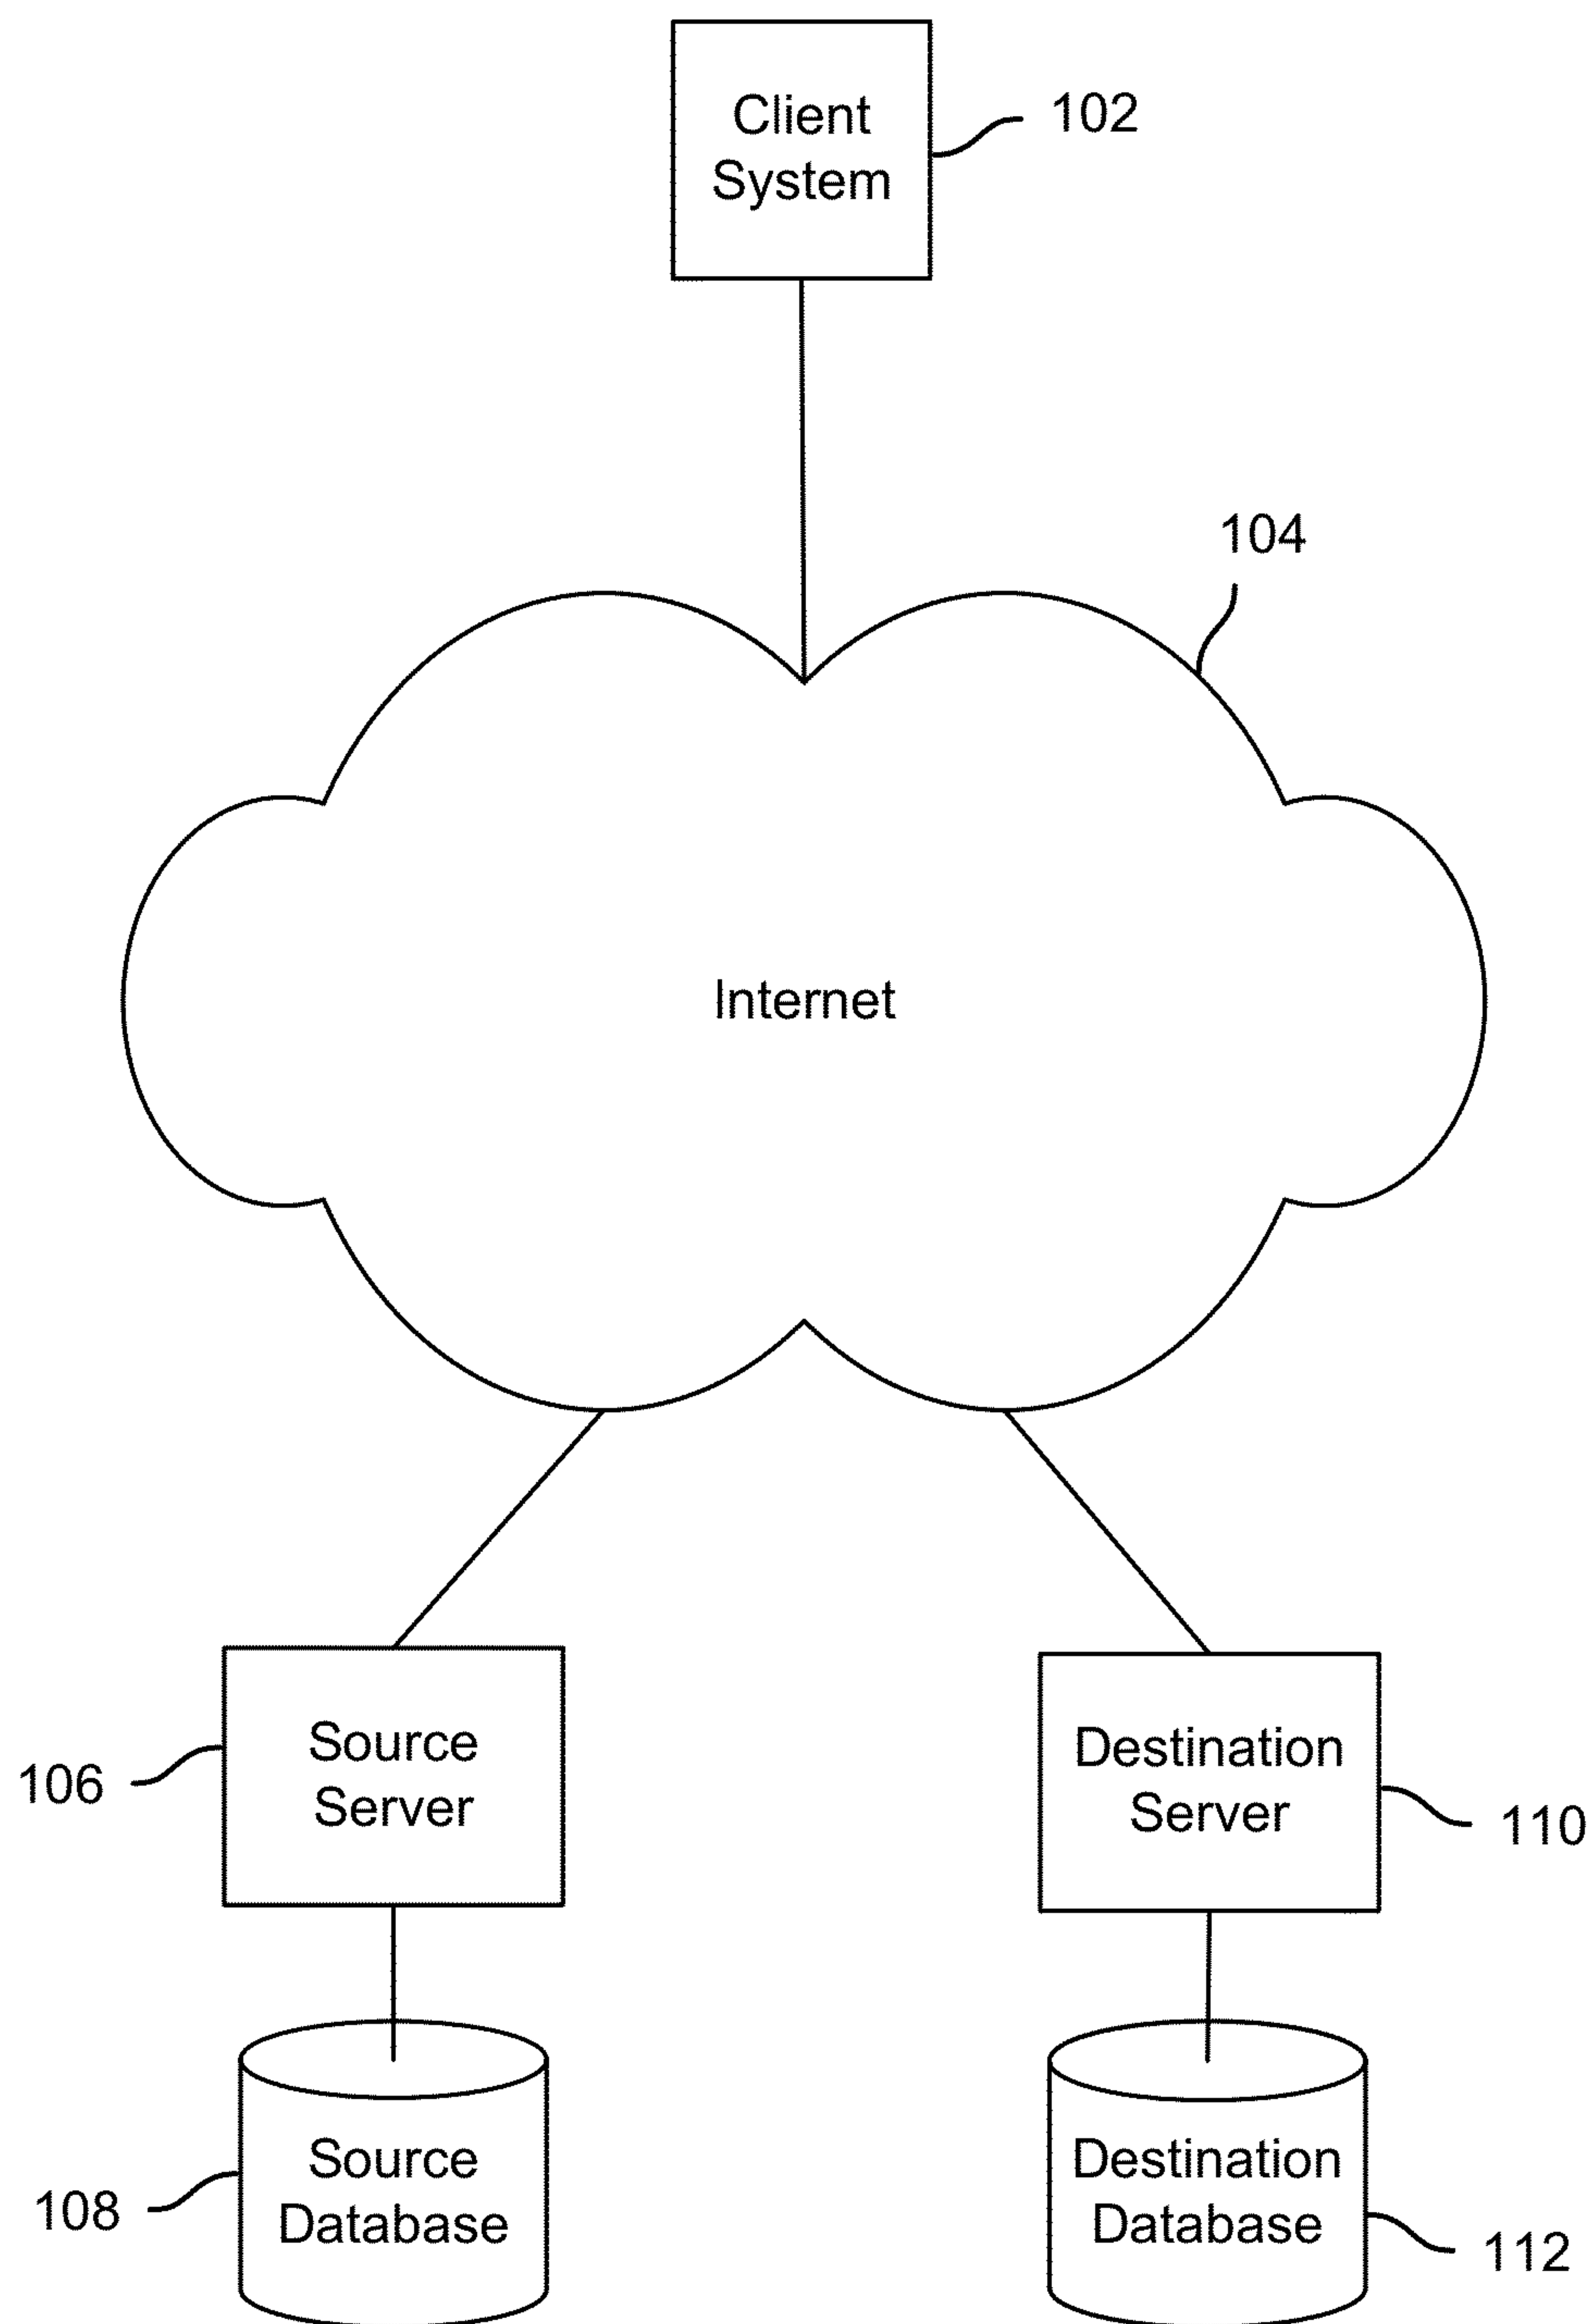 Client
System
102
104
Internet
Source
Server
106
Destination
Server
110
Source
Database
108
Destination
Database
112